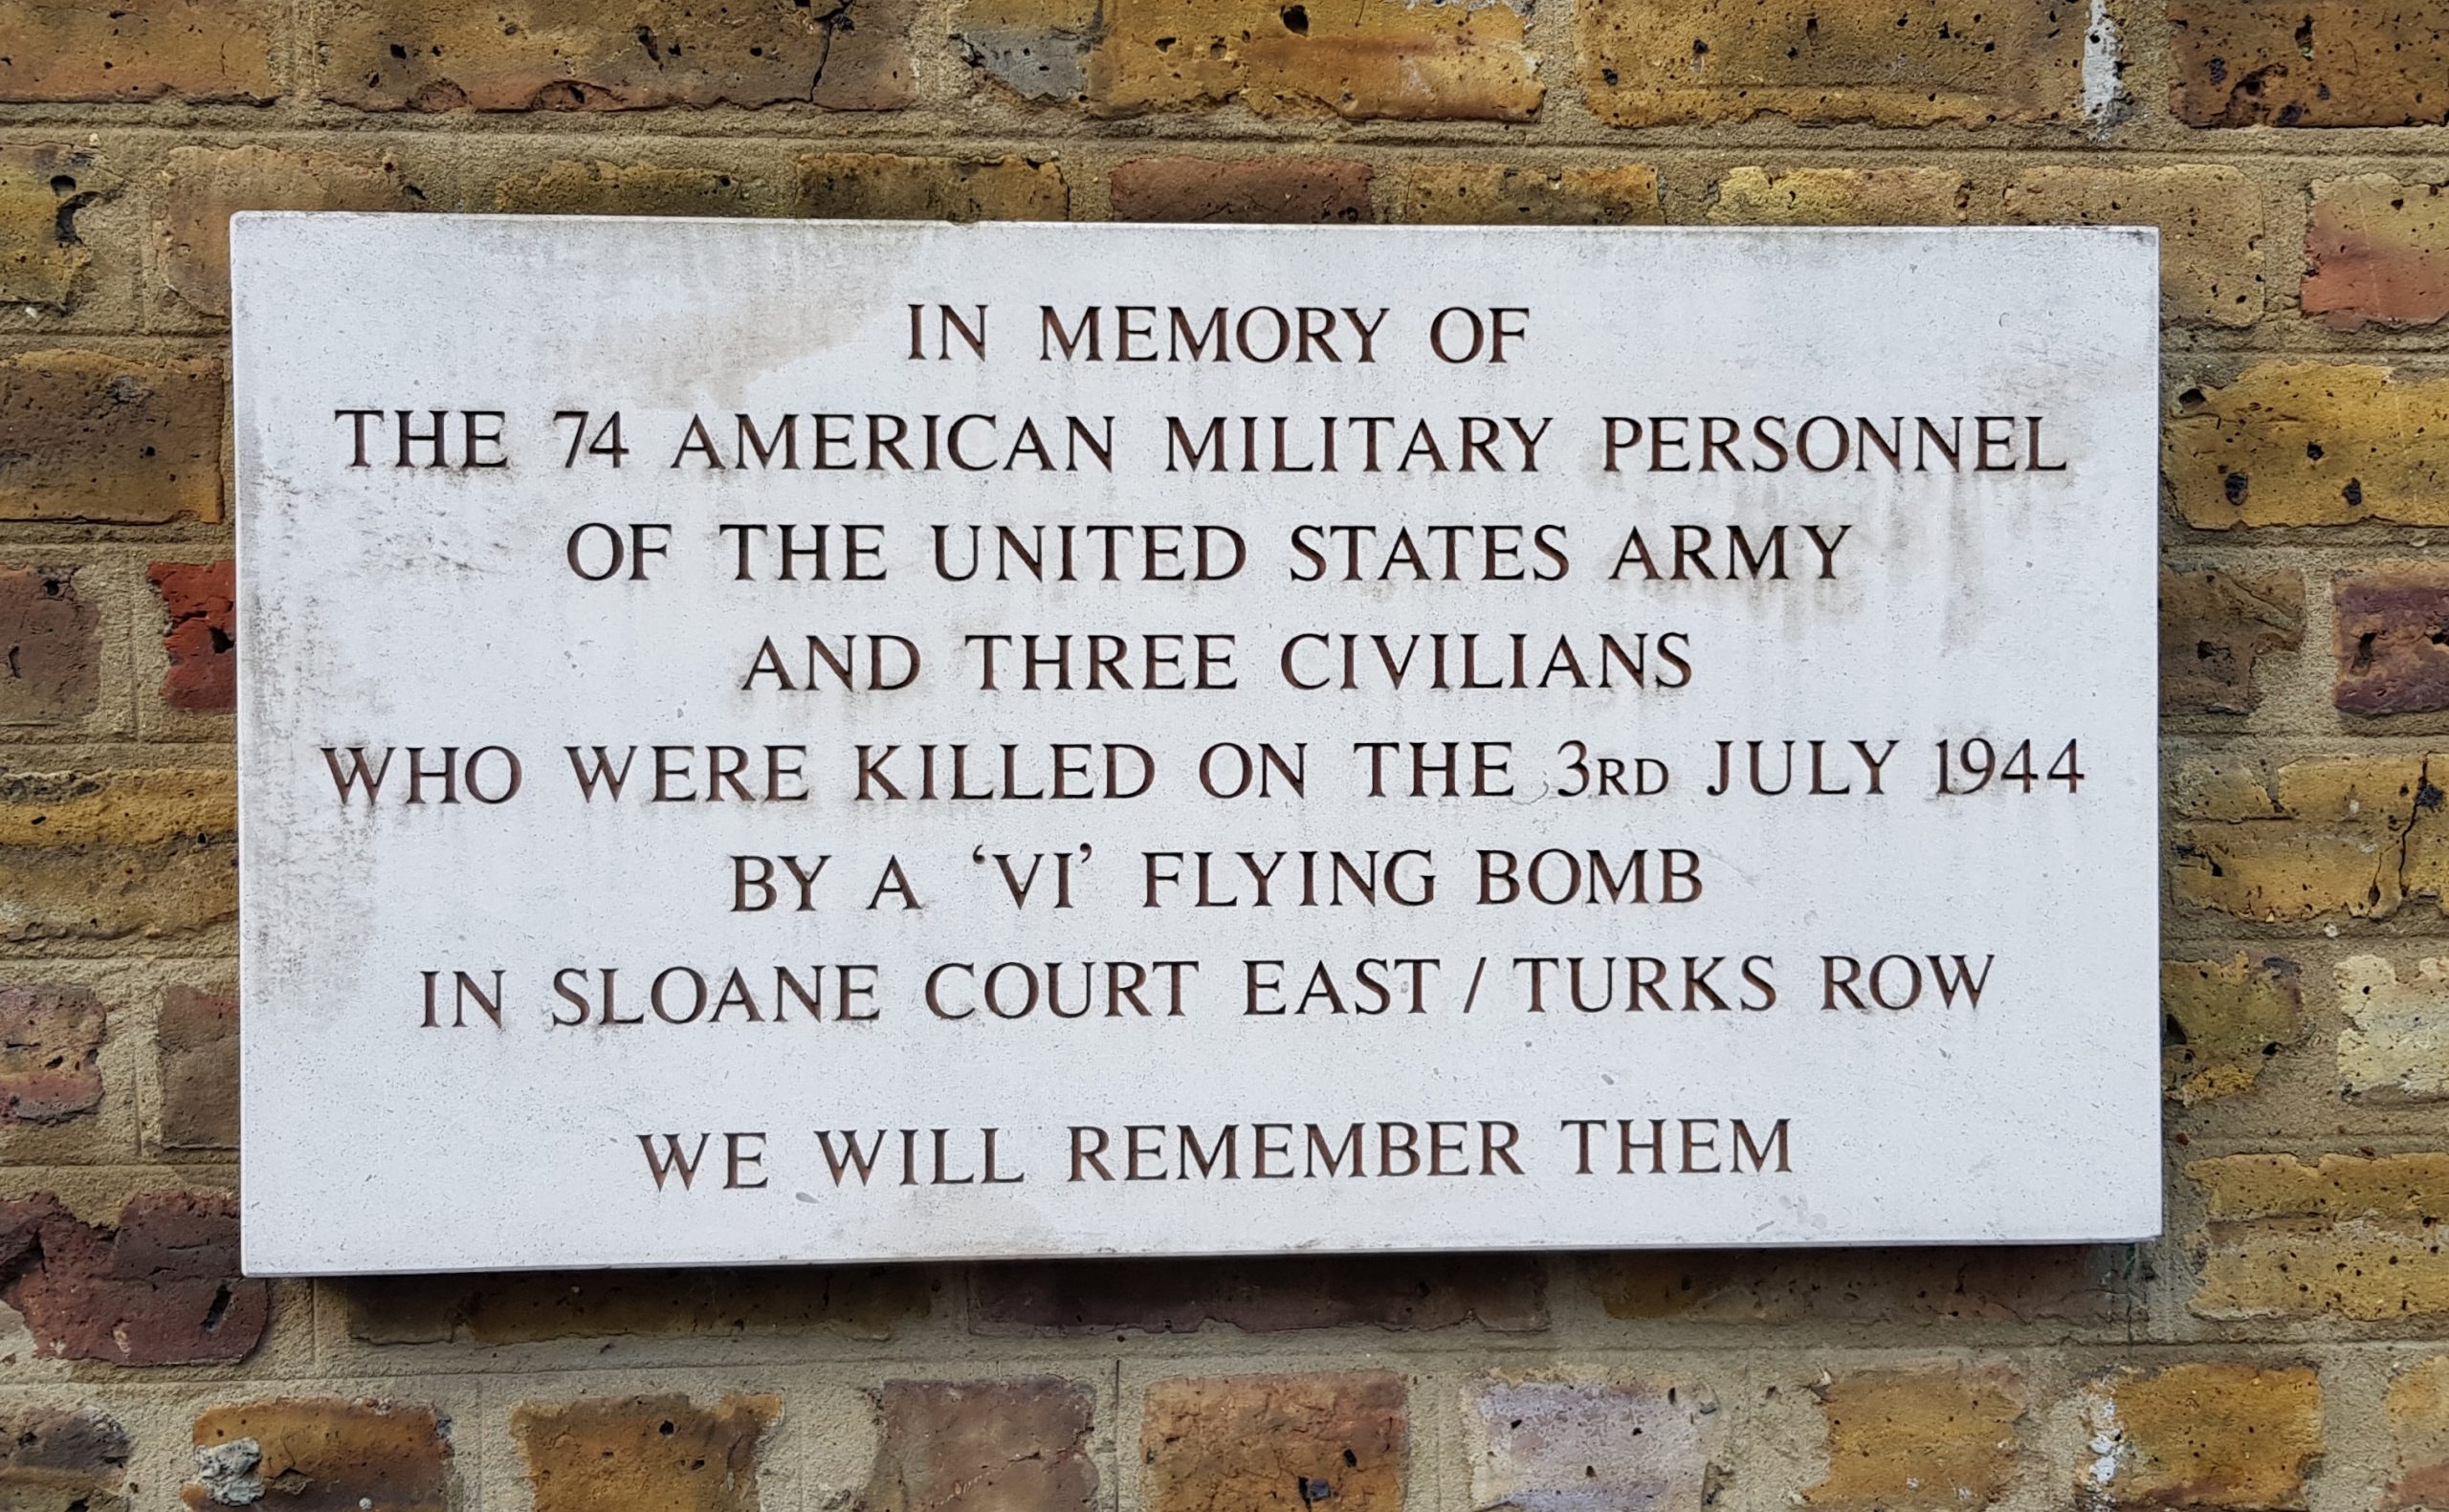 IN MEMORY OF
THE 74 AMERICAN MILITARY PERSONNEL
OF THE UNITED STATES ARMY
AND THREE CIVILIANS
WHO WERE KILLED ON THE 3RD JULY 1944
BY A ‘VI’ FLYING BOMB
IN SLOANE COURT EAST / TURKS ROW
WE WILL REMEMBER THEM